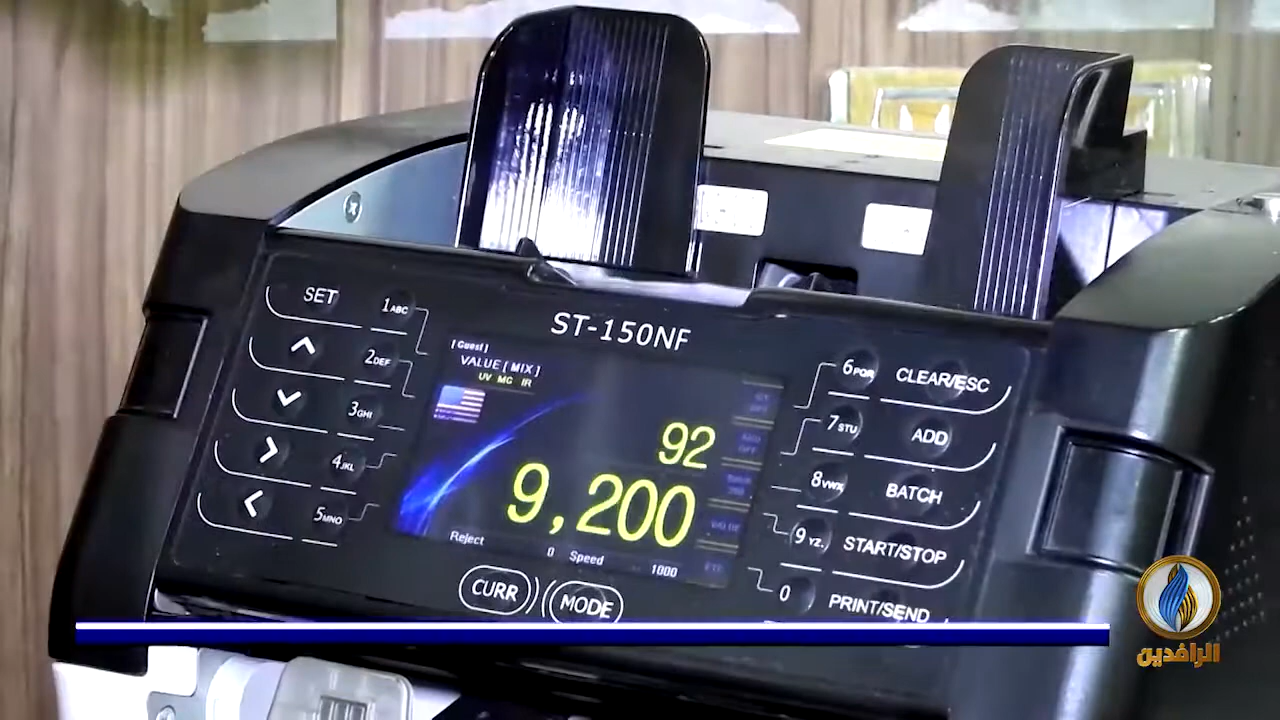 ST-150NF
SET
1ABC
2DEF
3GHI
4JKL
5MNO
[ Guest ]
VALUE [ MIX ]
UV MG IR
92
9,200
Reject 0 Speed 1000
CURR
MODE
6PQR
CLEAR/ESC
7STU
ADD
8VWX
BATCH
9YZ.
START/STOP
0
PRINT/SEND
الرافدين